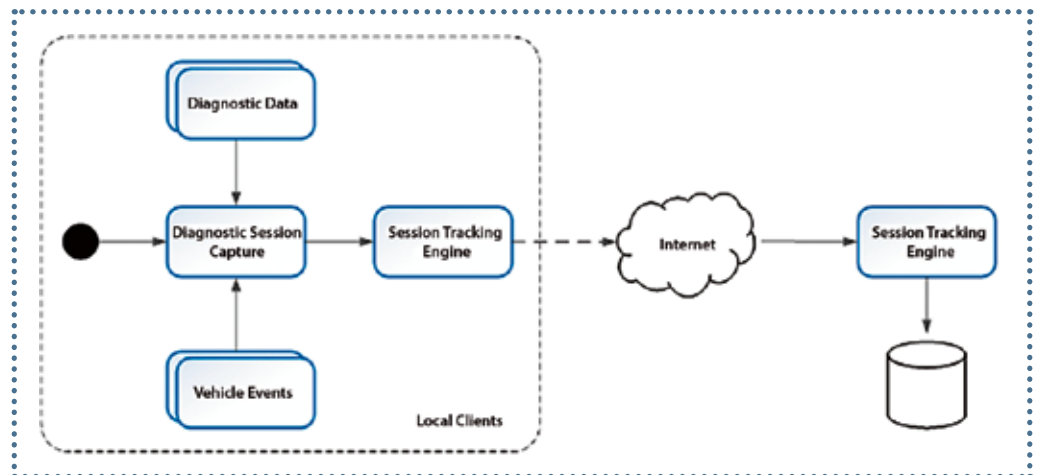 Diagnostic Data
Diagnostic Session
Capture
Session Tracking
Engine
Internet
Session Tracking
Engine
Vehicle Events
Local Clients